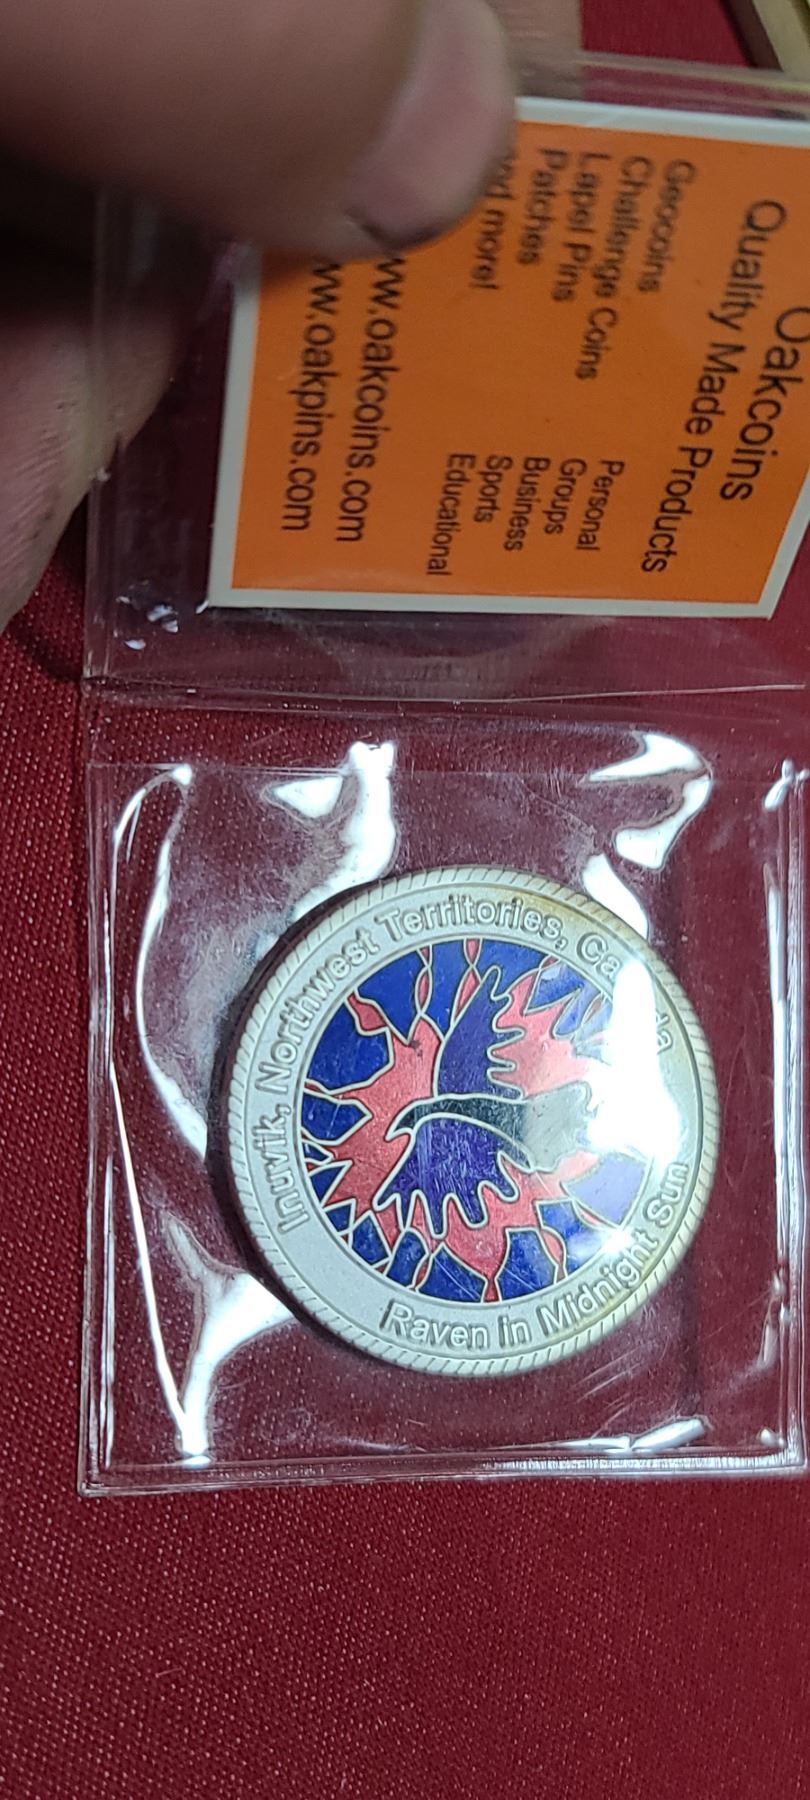 Oakcoins
Quality Made Products
Geocoins
Challenge Coins
Lapel Pins
Patches
more!
Personal
Groups
Business
Sports
Educational
www.oakcoins.com
www.oakpins.com
Inuvik, Northwest Territories,
Raven in Midnight Sun